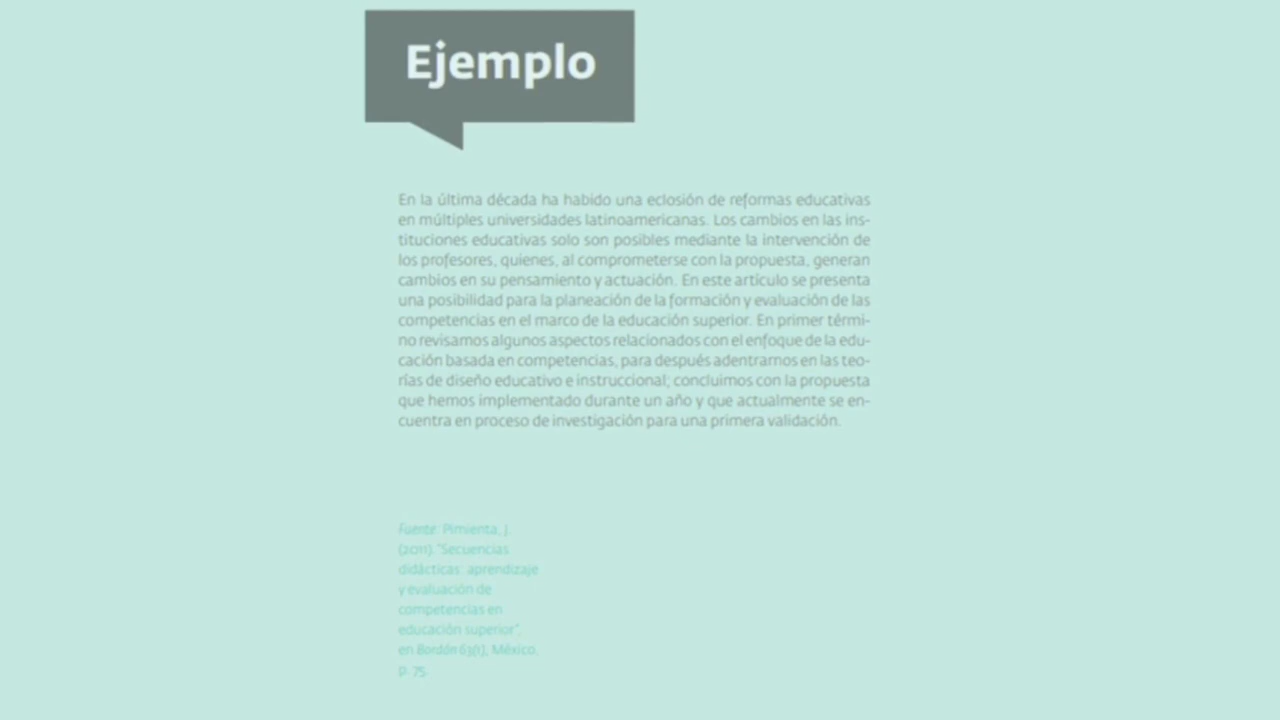 Ejemplo
En la última década ha habido una eclosión de reformas educativas
en múltiples universidades latinoamericanas. Los cambios en las ins-
tituciones educativas solo son posibles mediante la intervención de
los profesores, quienes, al comprometerse con la propuesta, generan
cambios en su pensamiento y actuación. En este artículo se presenta
una posibilidad para la planeación de la formación y evaluación de las
competencias en el marco de la educación superior. En primer térmi-
no revisamos algunos aspectos relacionados con el enfoque de la edu-
cación basada en competencias, para después adentrarnos en las teo-
rías de diseño educativo e instruccional; concluimos con la propuesta
que hemos implementado durante un año y que actualmente se en-
cuentra en proceso de investigación para una primera validación.
Fuente: Pimienta, J.
(2011). "Secuencias
didácticas: aprendizaje
y evaluación de
competencias en
educación superior",
en Bordón 63(1), México,
p. 75.